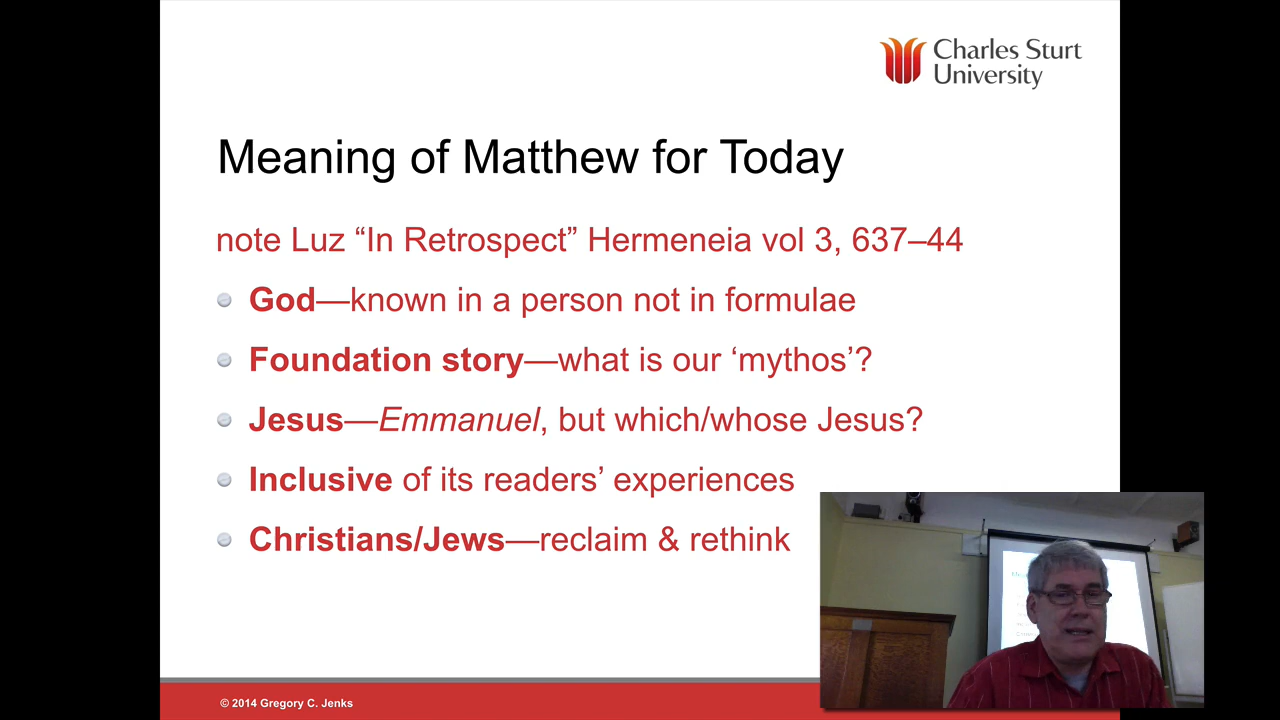 Charles Sturt
University
Meaning of Matthew for Today
note Luz “In Retrospect” Hermeneia vol 3, 637–44
God—known in a person not in formulae
Foundation story—what is our ‘mythos’?
Jesus—Emmanuel, but which/whose Jesus?
Inclusive of its readers’ experiences
Christians/Jews—reclaim & rethink
© 2014 Gregory C. Jenks